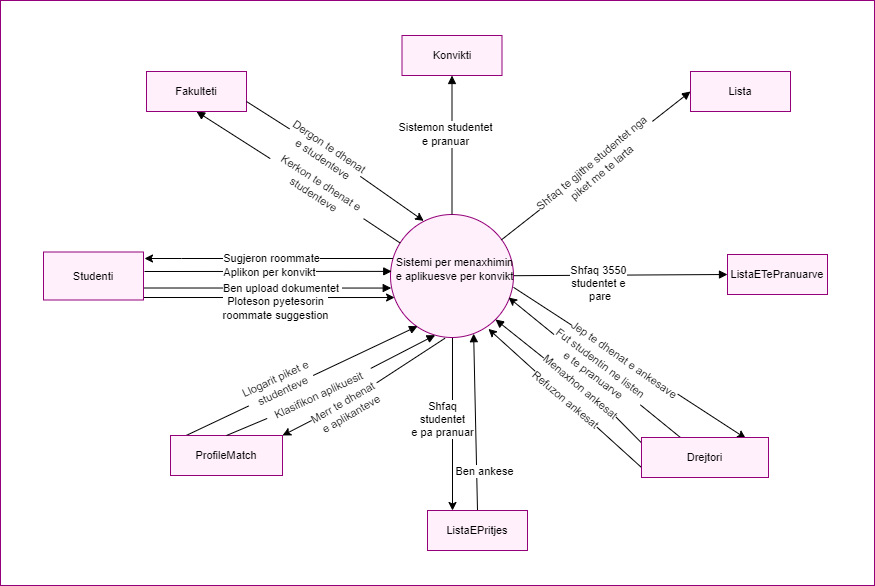 Konvikti
Fakulteti
Lista
Dergon te dhenat
e studenteve
Kerkon te dhenat e
studenteve
Sistemon studentet
e pranuar
Shfaq te gjithe studentet nga
piket me te larta
Studenti
Sugjeron roommate
Aplikon per konvikt
Ben upload dokumentet
Ploteson pyetesorin
roommate suggestion
Sistemi per menaxhimin
e aplikuesve per konvikt
Shfaq 3550
studentet e
pare
ListaETePranuarve
Llogarit piket e
studenteve
Klasifikon aplikuesit
Merr te dhenat
e aplikanteve
ProfileMatch
Shfaq
studentet
e pa pranuar
Ben ankese
ListaEPritjes
Jep te dhenat e ankesave
Fut studentin ne listen
e te pranuarve
Menaxhon ankesat
Refuzon ankesat
Drejtori